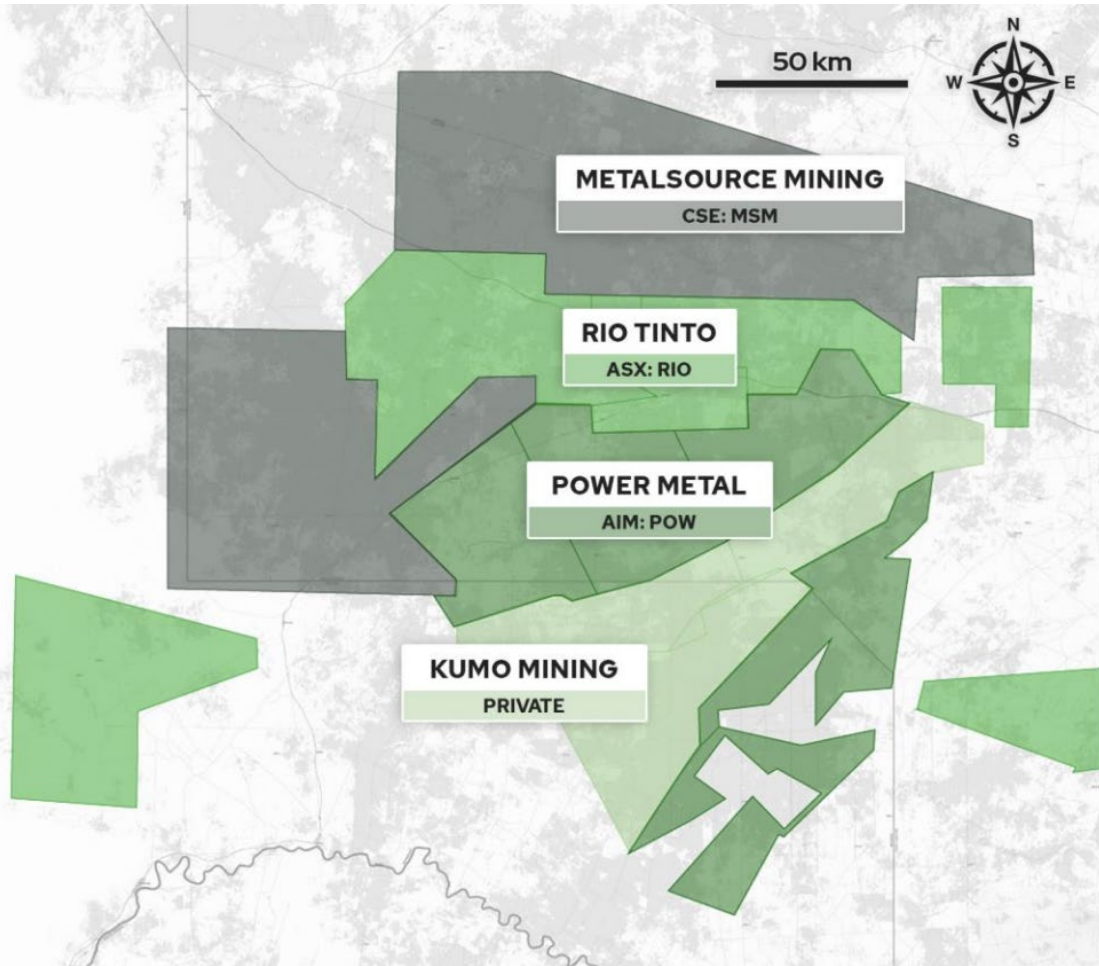 50 km
N
W E
S
METALSOURCE MINING
CSE: MSM
RIO TINTO
ASX: RIO
POWER METAL
AIM: POW
KUMO MINING
PRIVATE